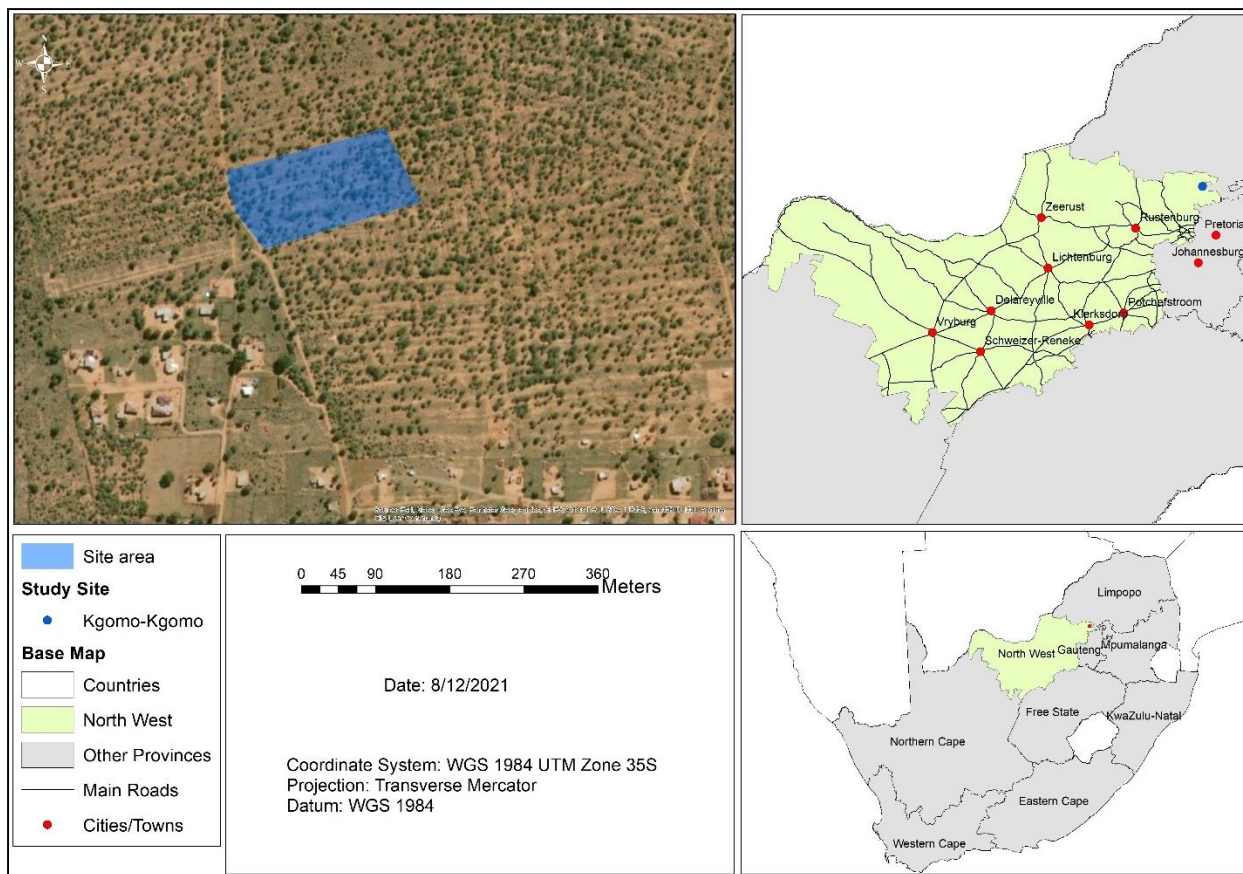 N
W E
S
Zeerust
Rustenburg
Pretoria
Johannesburg
Lichtenburg
Delareyville
Potchefstroom
Klerksdorp
Vryburg
Schweizer-Reneke
Site area
Study Site
Kgomo-Kgomo
Base Map
Countries
North West
Other Provinces
Main Roads
Cities/Towns
0 45 90 180 270 360
Meters
Date: 8/12/2021
Coordinate System: WGS 1984 UTM Zone 35S
Projection: Transverse Mercator
Datum: WGS 1984
Limpopo
North West
Gauteng
Mpumalanga
Free State
KwaZulu-Natal
Northern Cape
Eastern Cape
Western Cape